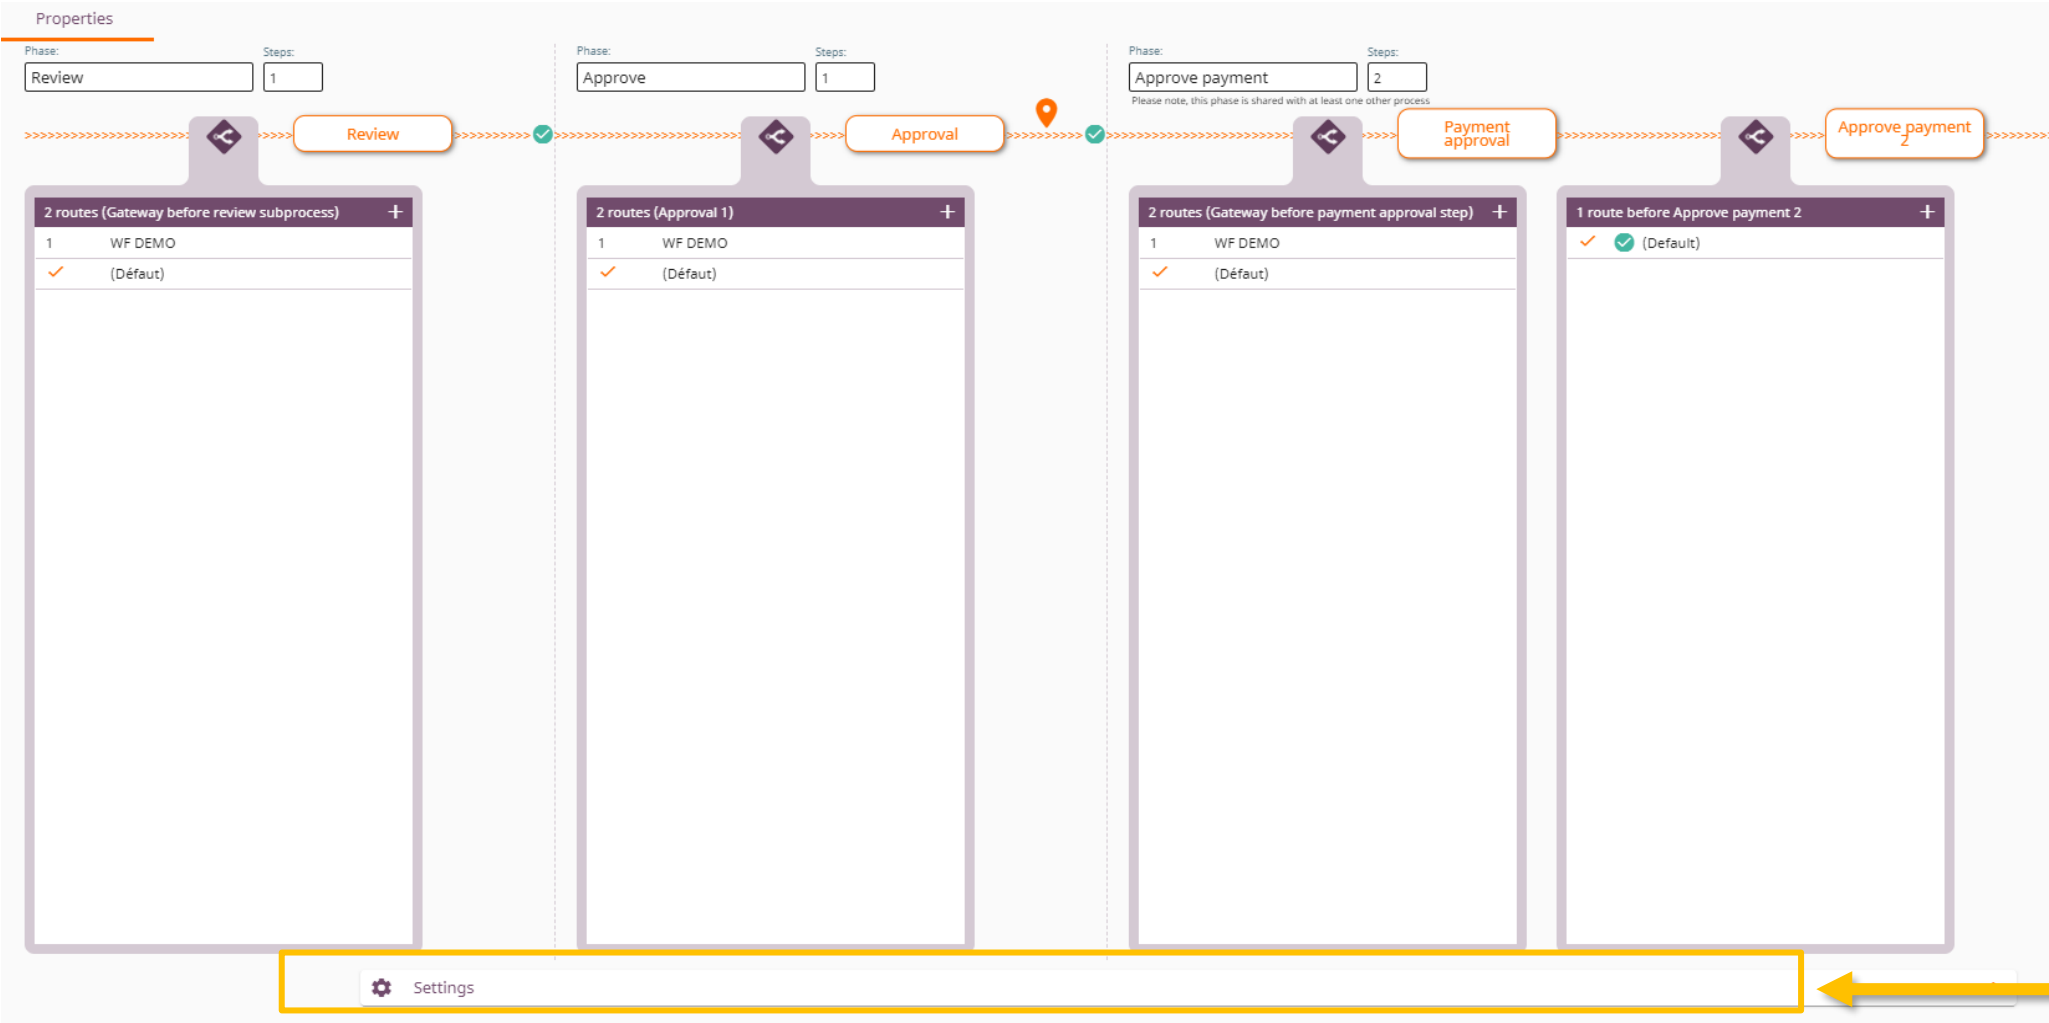 Properties
Phase:
Steps:
Review
1
Phase:
Steps:
Approve
1
Phase:
Steps:
Approve payment
2
Please note, this phase is shared with at least one other process
Review
Approval
Payment
approval
Approve payment
2
2 routes (Gateway before review subprocess)
1 WF DEMO
(Défaut)
2 routes (Approval 1)
1 WF DEMO
(Défaut)
2 routes (Gateway before payment approval step)
1 WF DEMO
(Défaut)
1 route before Approve payment 2
(Default)
Settings